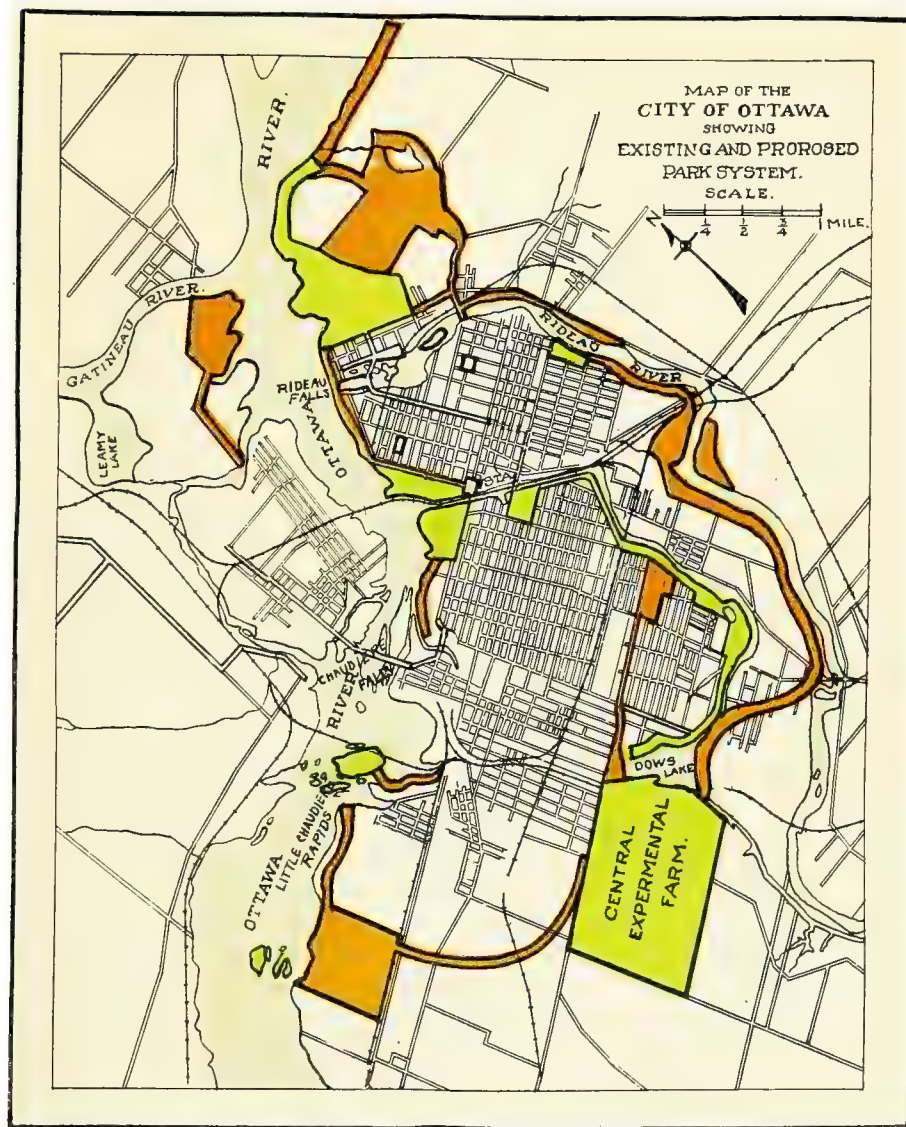 MAP OF THE
CITY OF OTTAWA
SHOWING
EXISTING AND PROROSED
PARK SYSTEM.
SCALE.
1/4 1/2 3/4 1 MILE.
N
RIVER.
GATINEAU RIVER.
LEAMY
LAKE
RIDEAU
FALLS
OTTAWA
RIDEAU
RIVER
STA.
CHAUDIERE
FALLS
RIVER
DOWS
LAKE
LITTLE CHAUDIERE
RAPIDS
OTTAWA
CENTRAL
EXPERMENTAL
FARM.